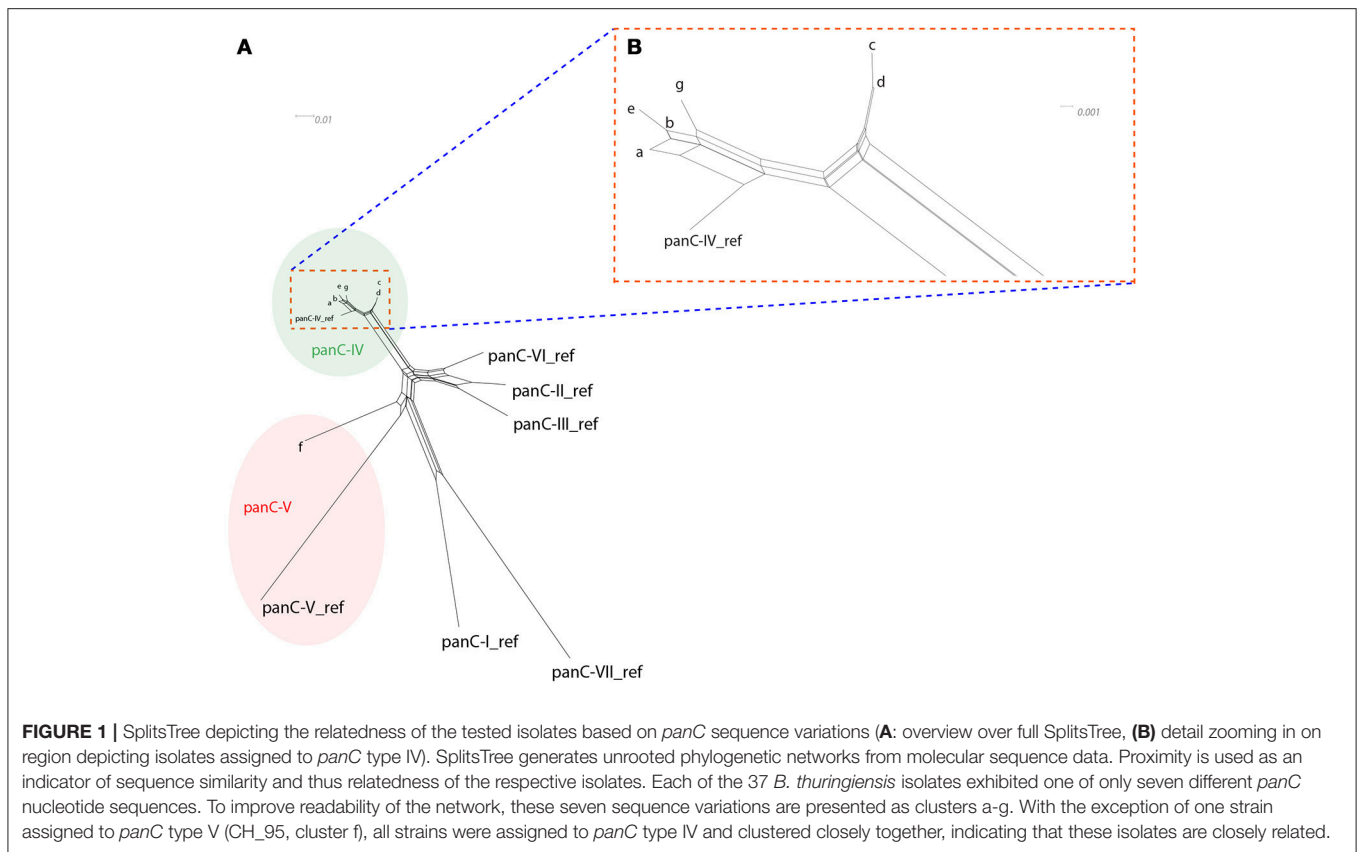 A
B
0.01
0.001
c
d
g
e
b
a
panC-IV_ref
e g
c
b
d
a
panC-IV_ref
panC-IV
panC-VI_ref
panC-II_ref
panC-III_ref
f
panC-V
panC-V_ref
panC-I_ref
panC-VII_ref
FIGURE 1 | SplitsTree depicting the relatedness of the tested isolates based on panC sequence variations (A: overview over full SplitsTree, (B) detail zooming in on
region depicting isolates assigned to panC type IV). SplitsTree generates unrooted phylogenetic networks from molecular sequence data. Proximity is used as an
indicator of sequence similarity and thus relatedness of the respective isolates. Each of the 37 B. thuringiensis isolates exhibited one of only seven different panC
nucleotide sequences. To improve readability of the network, these seven sequence variations are presented as clusters a-g. With the exception of one strain
assigned to panC type V (CH_95, cluster f), all strains were assigned to panC type IV and clustered closely together, indicating that these isolates are closely related.